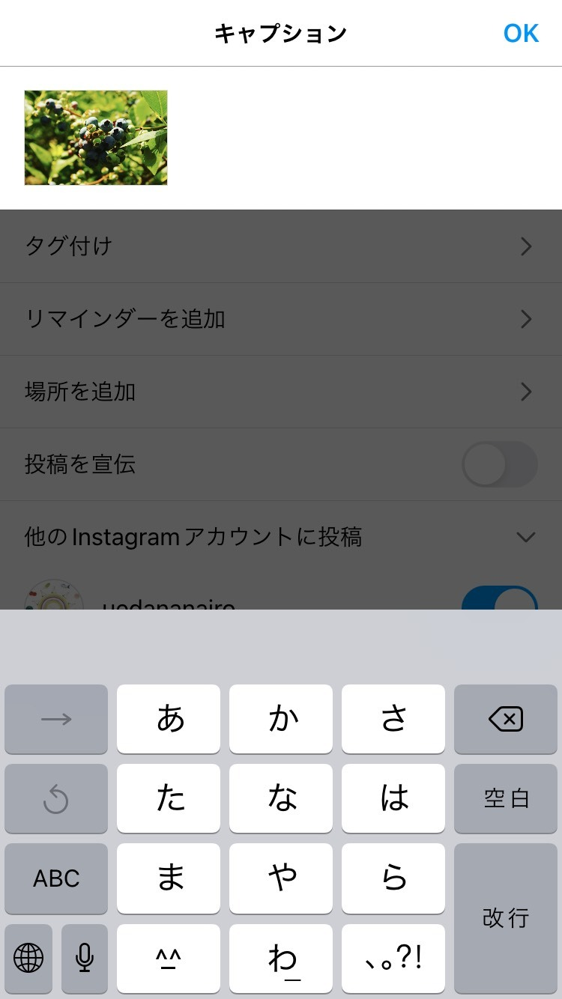 キャプション
OK
タグ付け
リマインダーを追加
場所を追加
投稿を宣伝
他のInstagramアカウントに投稿
uedananairo
→ あ か さ
た な は 空白
ABC ま や ら
改行
^^ わ 、。?!